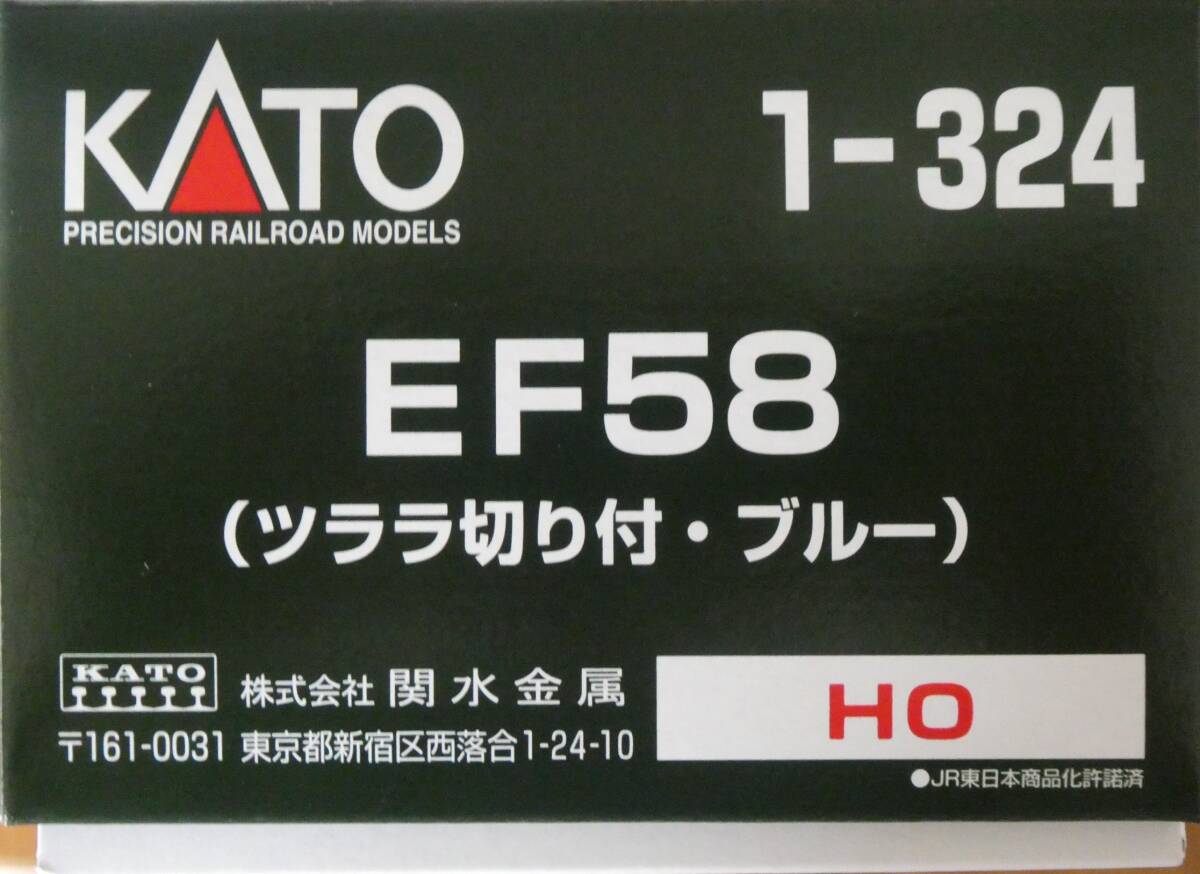 KATO
PRECISION RAILROAD MODELS
1-324
EF58
（ツララ切り付・ブルー）
KATO
株式会社 関水金属
〒161-0031 東京都新宿区西落合1-24-10
HO
●JR東日本商品化許諾済